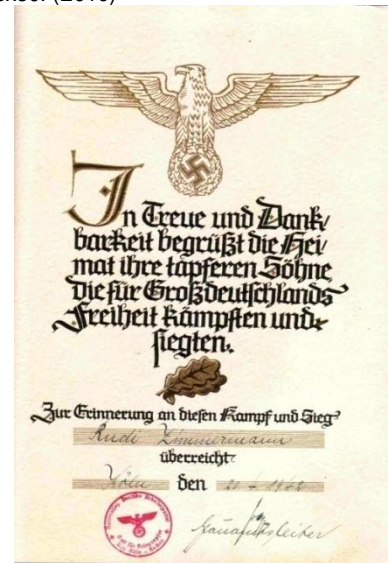 In Treue und Dank/
barkeit begrüßt die Hei/
mat ihre tapferen Söhne
die für Großdeutschlands
Freiheit kämpften und
siegten.
Zur Erinnerung an diesen Kampf und Sieg
Rudi Zimmermann
überreicht
Köln den